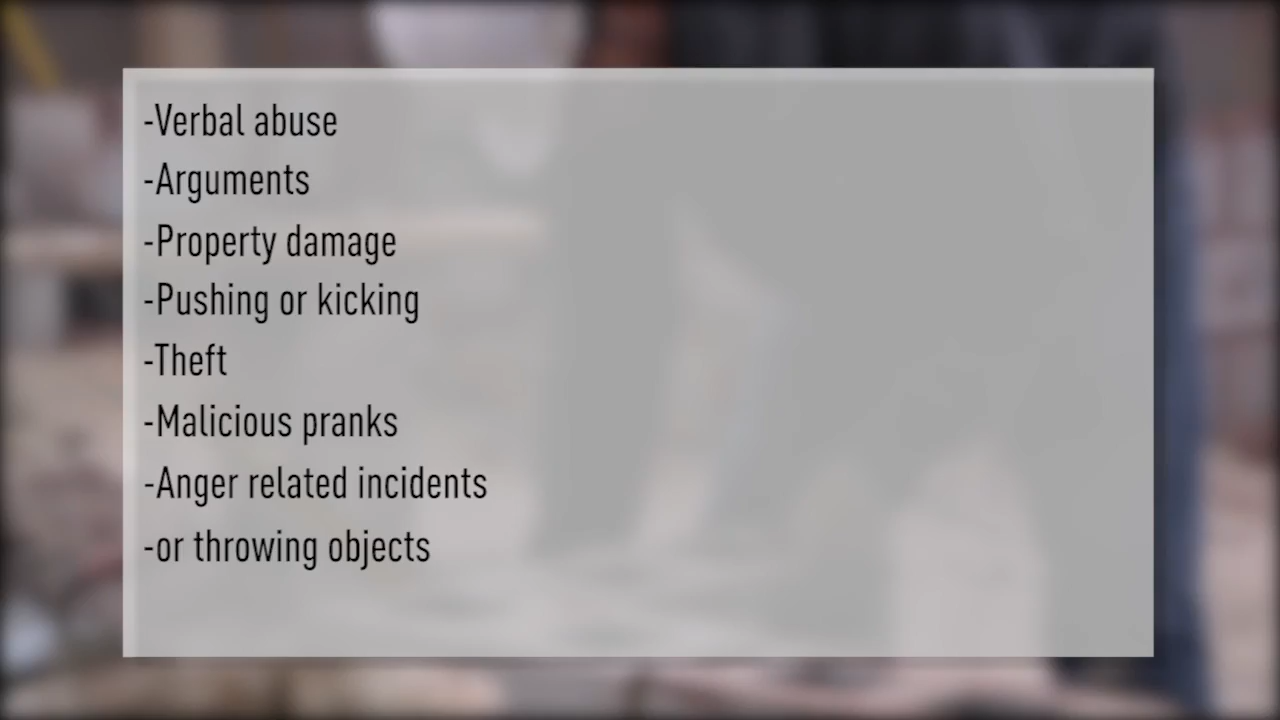 -Verbal abuse
-Arguments
-Property damage
-Pushing or kicking
-Theft
-Malicious pranks
-Anger related incidents
-or throwing objects